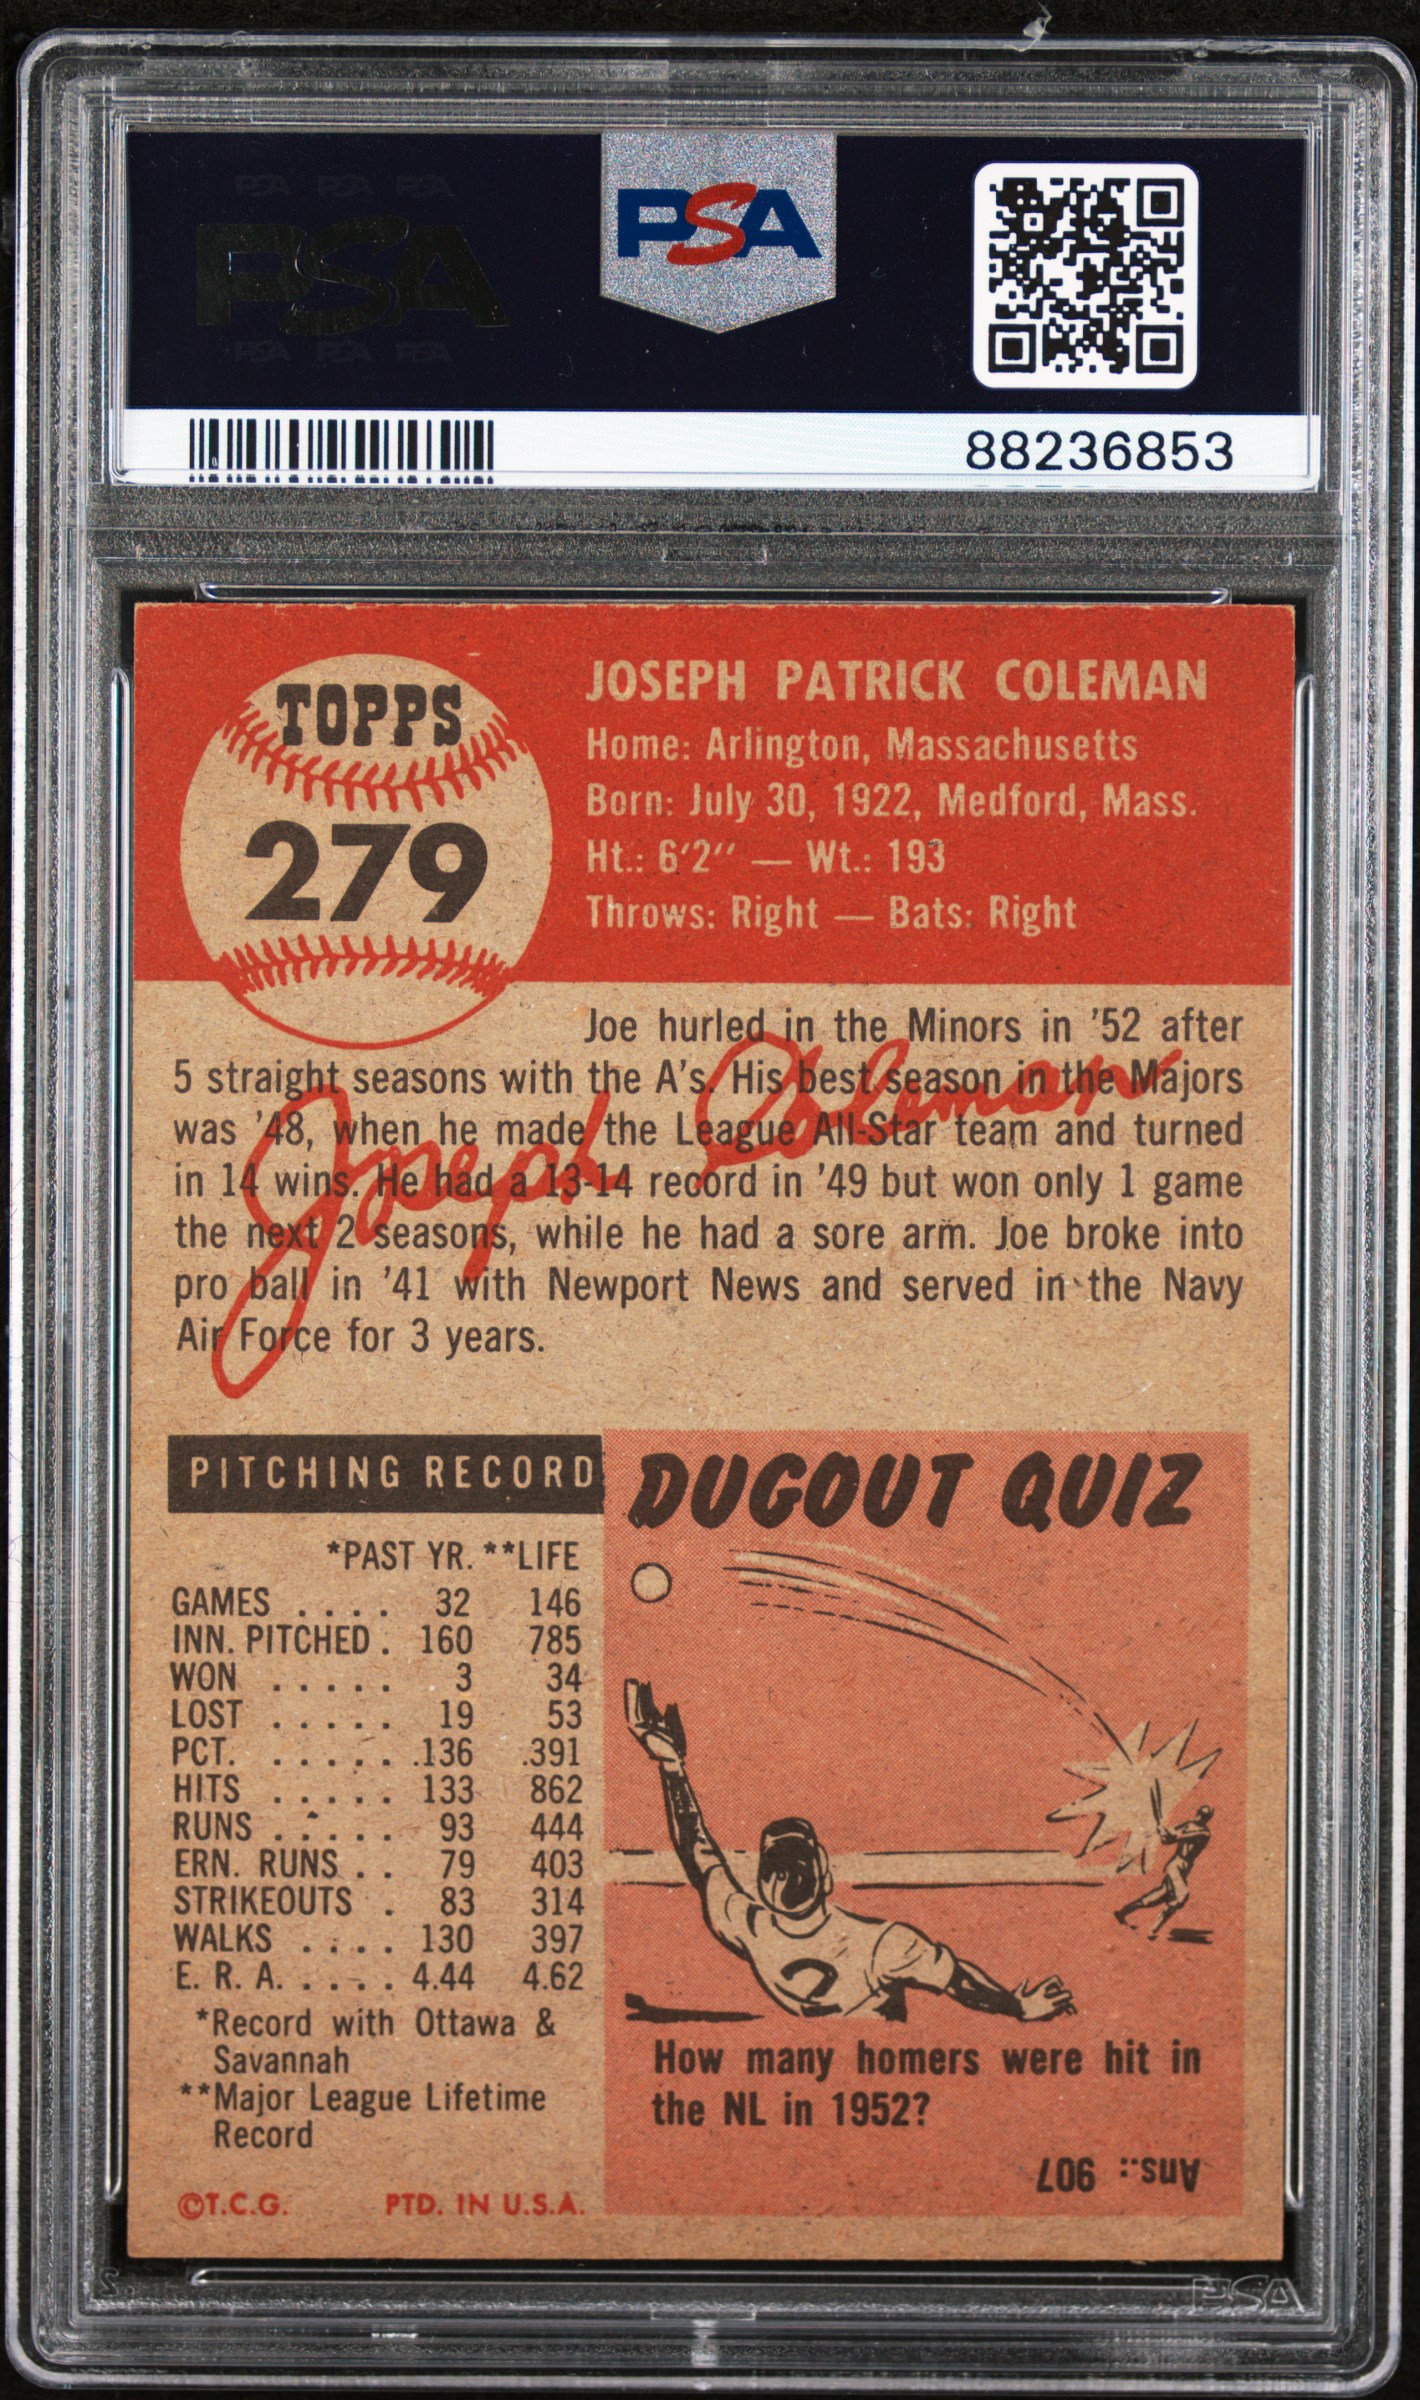 PSA PSA PSA
PSA
PSA PSA PSA
PSA
88236853
TOPPS
279
JOSEPH PATRICK COLEMAN
Home: Arlington, Massachusetts
Born: July 30, 1922, Medford, Mass.
Ht.: 6'2" — Wt.: 193
Throws: Right — Bats: Right
Joe hurled in the Minors in '52 after
5 straight seasons with the A's. His best season in the Majors
was '48, when he made the League All-Star team and turned
in 14 wins. He had a 13-14 record in '49 but won only 1 game
the next 2 seasons, while he had a sore arm. Joe broke into
pro ball in '41 with Newport News and served in the Navy
Air Force for 3 years.
Joseph Coleman
PITCHING RECORD
*PAST YR. **LIFE
GAMES . . . . 32 146
INN. PITCHED . 160 785
WON . . . . . 3 34
LOST . . . . . 19 53
PCT. . . . . . .136 .391
HITS . . . . . 133 862
RUNS . . . . . 93 444
ERN. RUNS . . 79 403
STRIKEOUTS . 83 314
WALKS . . . . 130 397
E. R. A. . . . . 4.44 4.62
*Record with Ottawa &
Savannah
**Major League Lifetime
Record
©T.C.G. PTD. IN U.S.A.
DUGOUT QUIZ
How many homers were hit in
the NL in 1952?
Ans.: 907
PSA